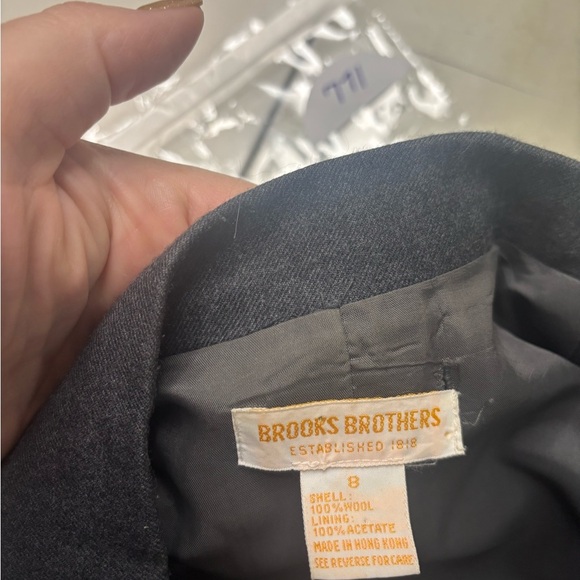 791
BROOKS BROTHERS
ESTABLISHED 1818
8
SHELL:
100% WOOL
LINING:
100% ACETATE
MADE IN HONG KONG
SEE REVERSE FOR CARE